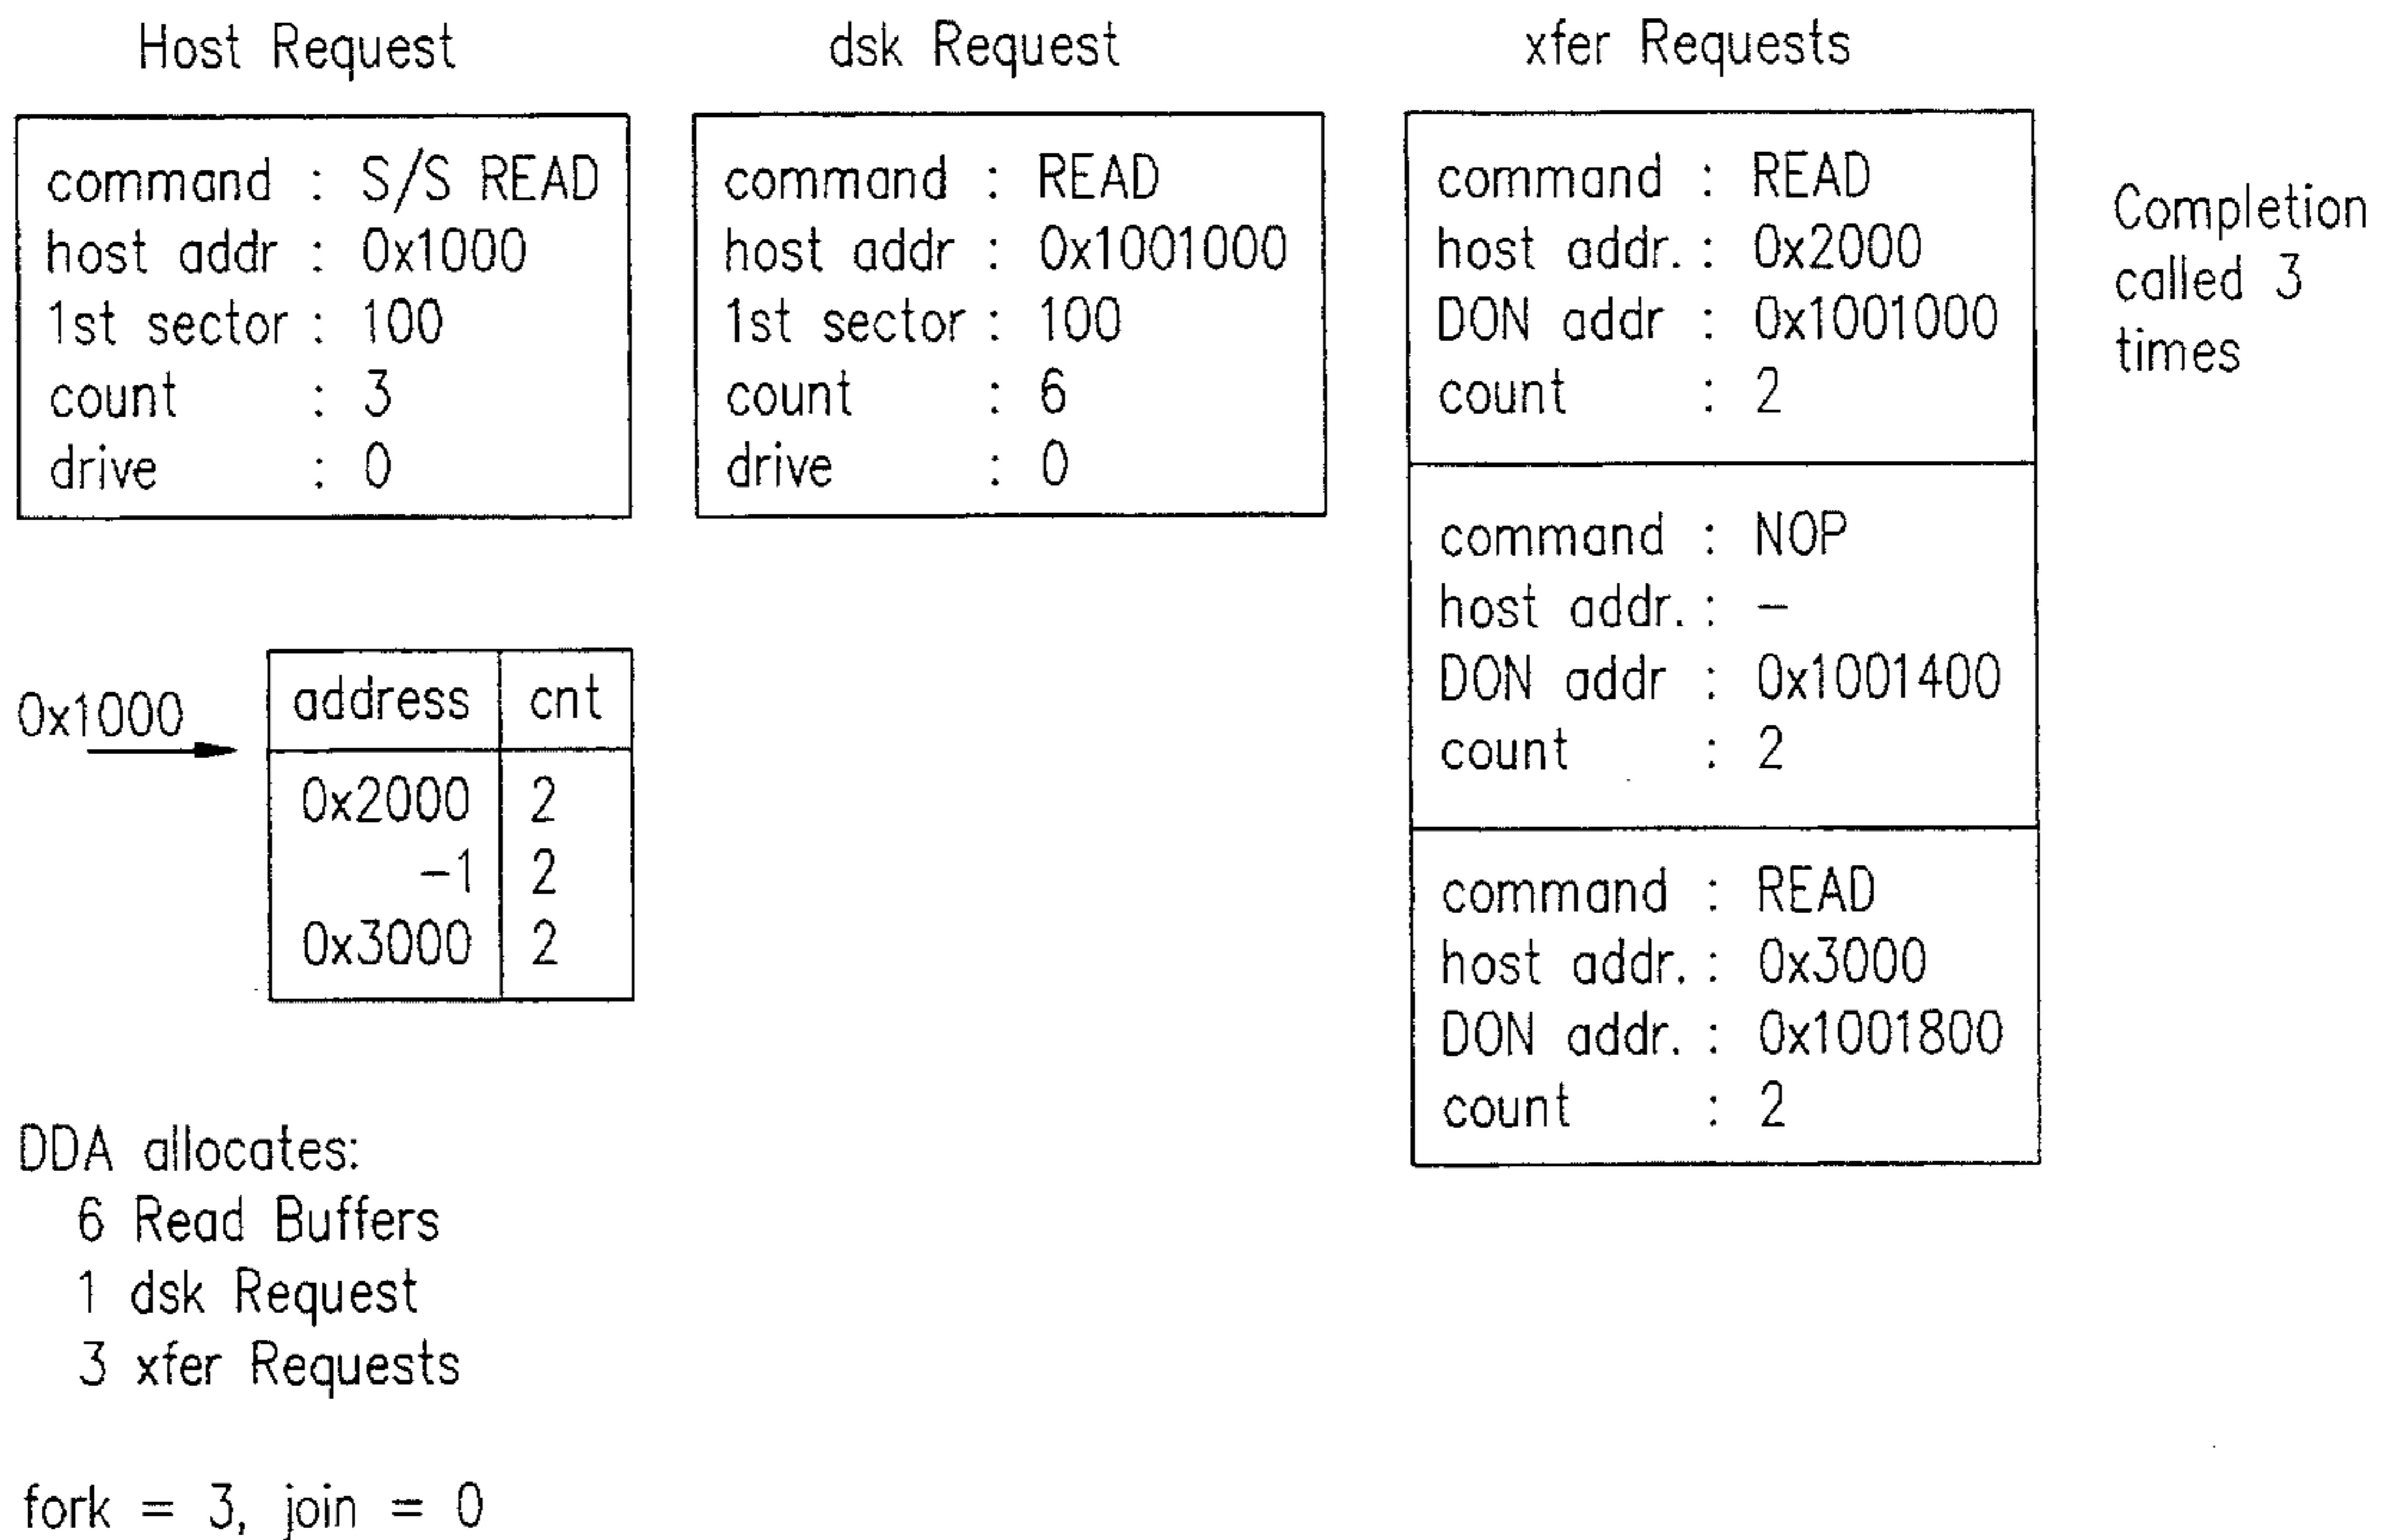 Host Request
command : S/S READ
host addr : 0x1000
1st sector : 100
count : 3
drive : 0
0x1000
address cnt
0x2000 2
-1 2
0x3000 2
DDA allocates:
6 Read Buffers
1 dsk Request
3 xfer Requests
fork = 3, join = 0
dsk Request
command : READ
host addr : 0x1001000
1st sector : 100
count : 6
drive : 0
xfer Requests
command : READ
host addr. : 0x2000
DON addr : 0x1001000
count : 2
command : NOP
host addr. : –
DON addr : 0x1001400
count : 2
command : READ
host addr. : 0x3000
DON addr. : 0x1001800
count : 2
Completion
called 3
times